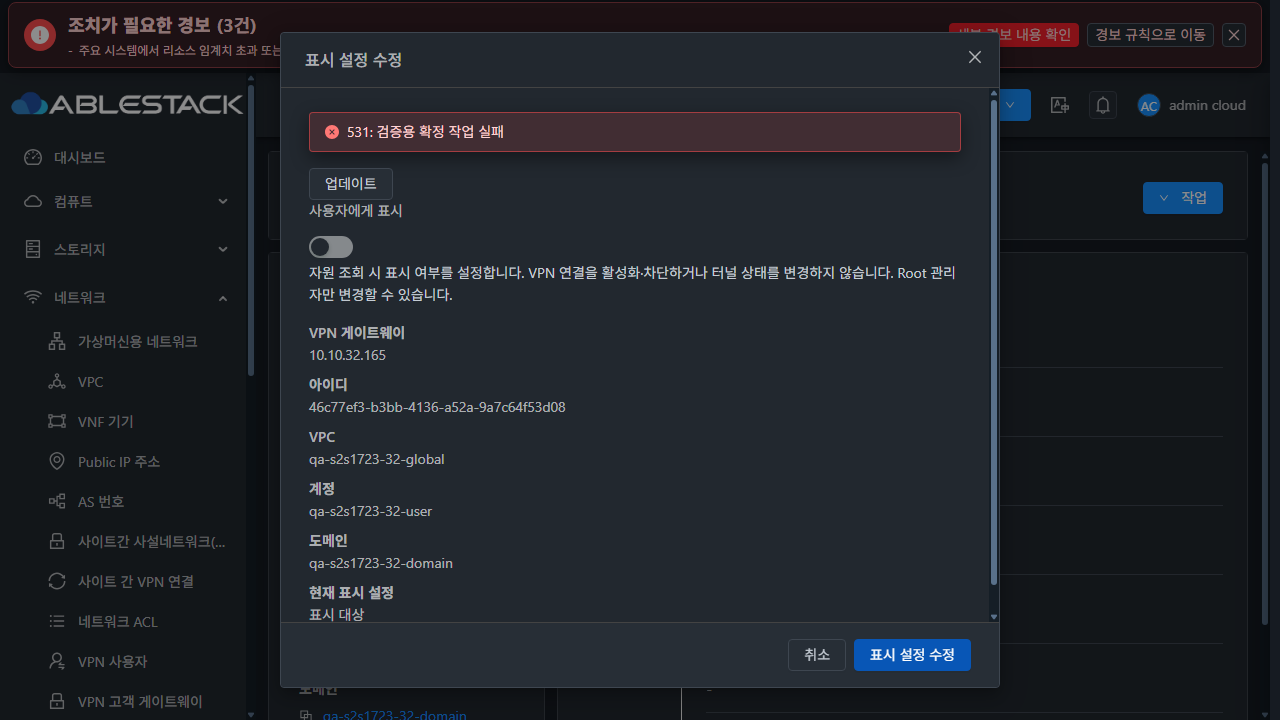 조치가 필요한 경보 (3건)
- 주요 시스템에서 리소스 임계치 초과 또는
경보 내용 확인
경보 규칙으로 이동
ABLESTACK
AC
admin cloud
대시보드
컴퓨트
스토리지
네트워크
가상머신용 네트워크
VPC
VNF 기기
Public IP 주소
AS 번호
사이트간 사설네트워크(...
사이트 간 VPN 연결
네트워크 ACL
VPN 사용자
VPN 고객 게이트웨이
작업
표시 설정 수정
531: 검증용 확정 작업 실패
업데이트
사용자에게 표시
자원 조회 시 표시 여부를 설정합니다. VPN 연결을 활성화·차단하거나 터널 상태를 변경하지 않습니다. Root 관리
자만 변경할 수 있습니다.
VPN 게이트웨이
10.10.32.165
아이디
46c77ef3-b3bb-4136-a52a-9a7c64f53d08
VPC
qa-s2s1723-32-global
계정
qa-s2s1723-32-user
도메인
qa-s2s1723-32-domain
현재 표시 설정
표시 대상
취소
표시 설정 수정
도메인
qa-s2s1723-32-domain
-